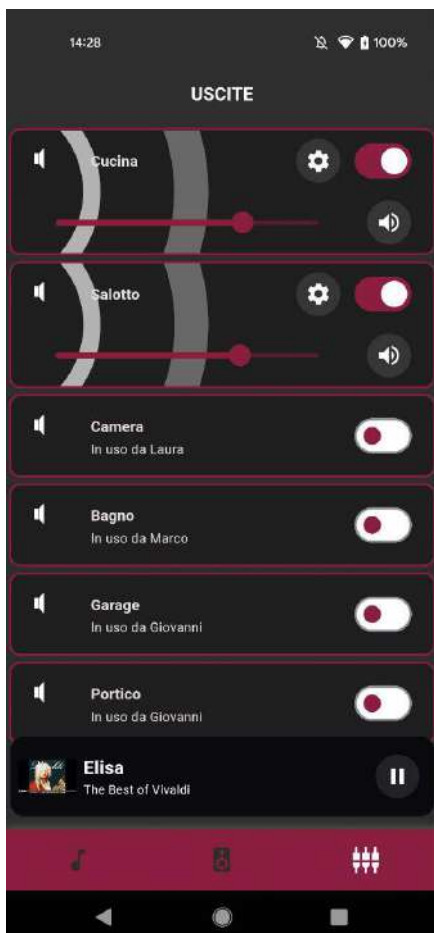 14:28
100%
USCITE
Cucina
Salotto
Camera
In uso da Laura
Bagno
In uso da Marco
Garage
In uso da Giovanni
Portico
In uso da Giovanni
Elisa
The Best of Vivaldi